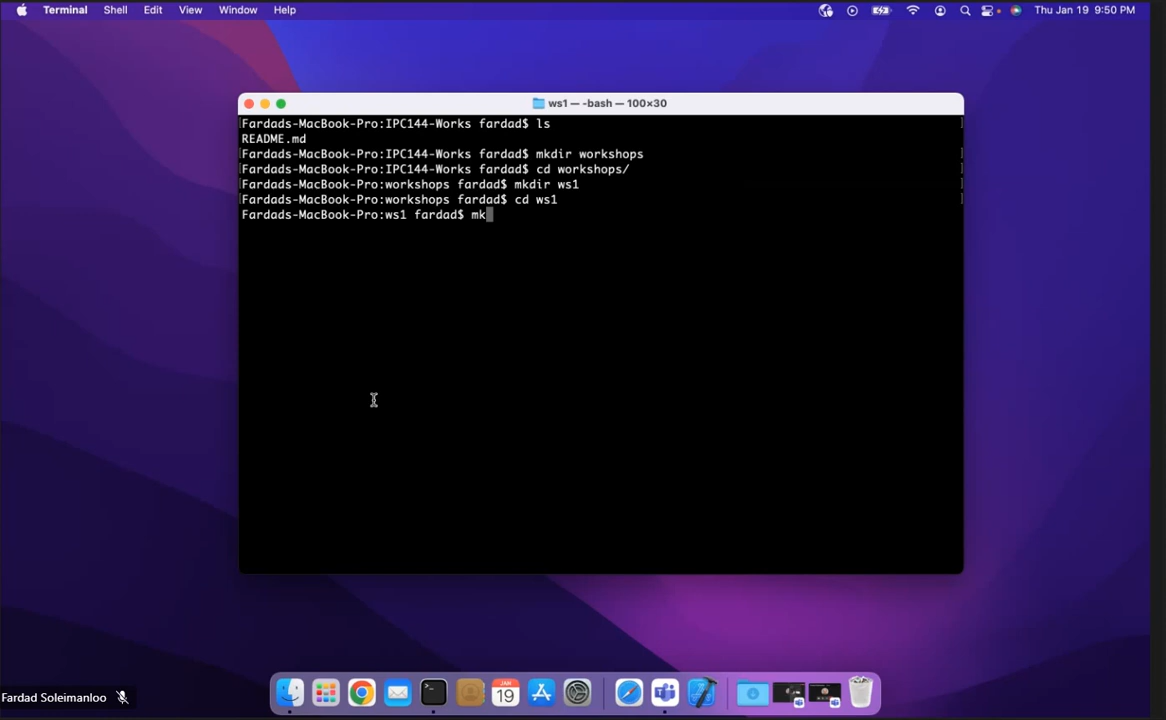 Terminal Shell Edit View Window Help Thu Jan 19 9:50 PM
ws1 — -bash — 100×30
Fardads-MacBook-Pro:IPC144-Works fardad$ ls
README.md
Fardads-MacBook-Pro:IPC144-Works fardad$ mkdir workshops
Fardads-MacBook-Pro:IPC144-Works fardad$ cd workshops/
Fardads-MacBook-Pro:workshops fardad$ mkdir ws1
Fardads-MacBook-Pro:workshops fardad$ cd ws1
Fardads-MacBook-Pro:ws1 fardad$ mk
JAN
19
Fardad Soleimanloo